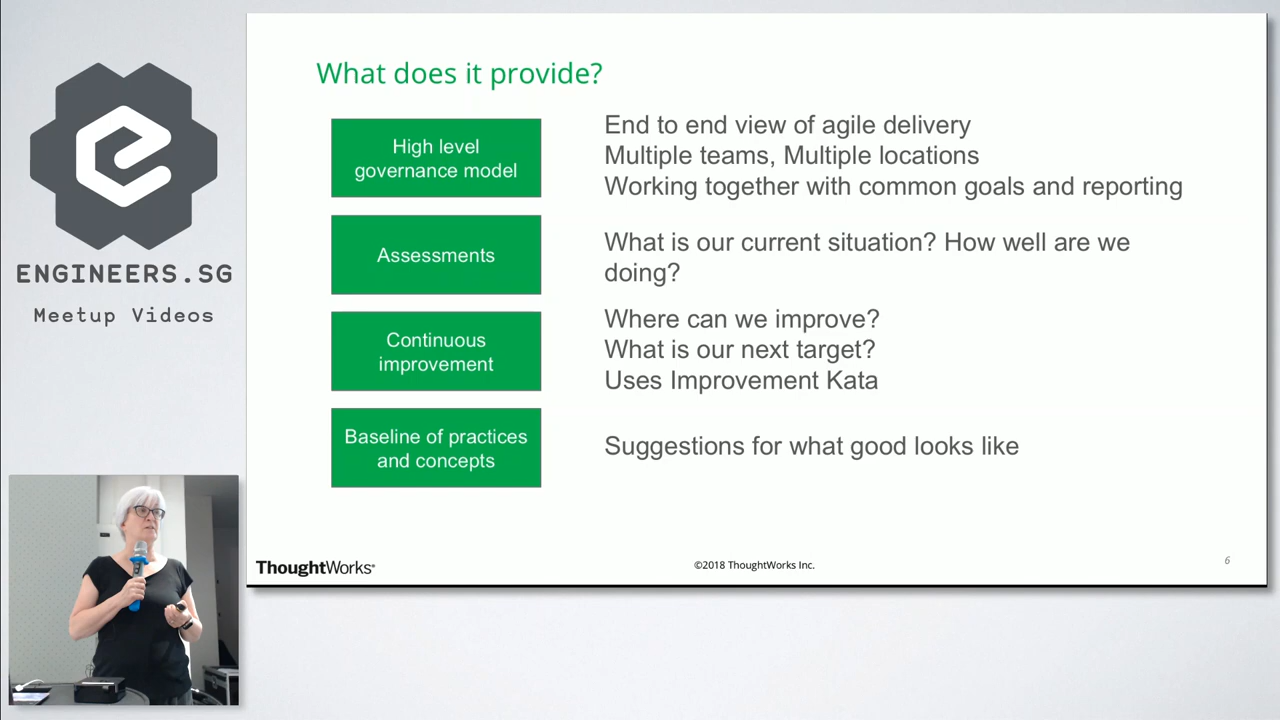 ENGINEERS.SG
Meetup Videos
What does it provide?
High level
governance model
End to end view of agile delivery
Multiple teams, Multiple locations
Working together with common goals and reporting
Assessments
What is our current situation? How well are we
doing?
Continuous
improvement
Where can we improve?
What is our next target?
Uses Improvement Kata
Baseline of practices
and concepts
Suggestions for what good looks like
ThoughtWorks®
©2018 ThoughtWorks Inc.
6